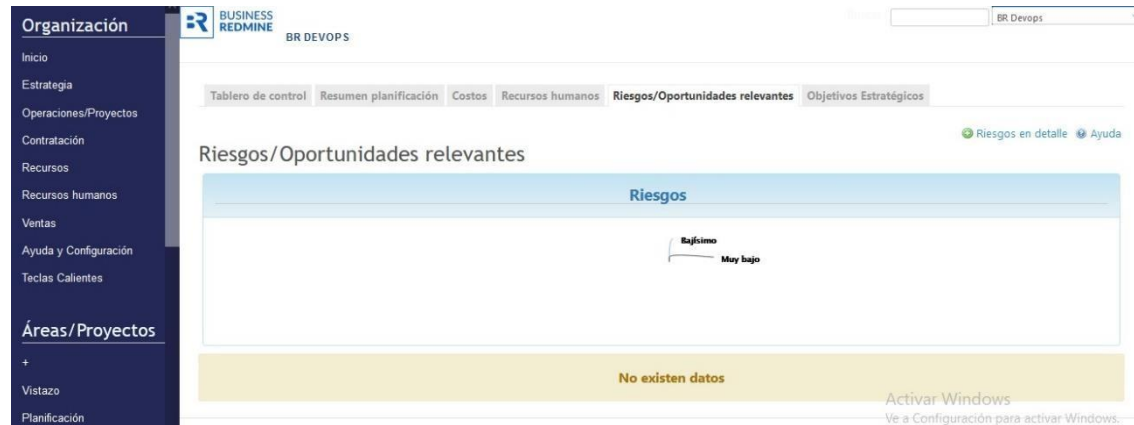 Organización
Inicio
Estrategia
Operaciones/Proyectos
Contratación
Recursos
Recursos humanos
Ventas
Ayuda y Configuración
Teclas Calientes
Áreas/Proyectos
+
Vistazo
Planificación
BUSINESS
REDMINE
BR DEVOPS
BR Devops
Tablero de control Resumen planificación Costos Recursos humanos Riesgos/Oportunidades relevantes Objetivos Estratégicos
Riesgos en detalle Ayuda
Riesgos/Oportunidades relevantes
Riesgos
Bajísimo
Muy bajo
No existen datos
Activar Windows
Ve a Configuración para activar Windows.